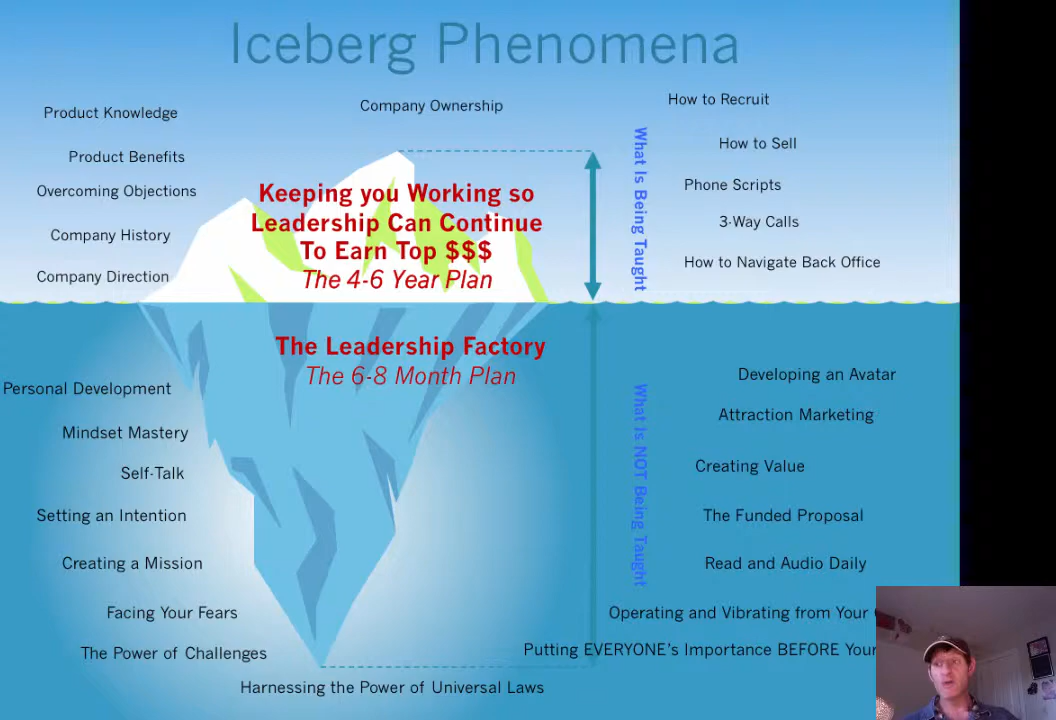 Iceberg Phenomena
Product Knowledge
Company Ownership
How to Recruit
Product Benefits
How to Sell
Overcoming Objections
Phone Scripts
Company History
3-Way Calls
Company Direction
How to Navigate Back Office
Keeping you Working so
Leadership Can Continue
To Earn Top $$$
The 4-6 Year Plan
What Is Being Taught
The Leadership Factory
The 6-8 Month Plan
What Is NOT Being Taught
Personal Development
Mindset Mastery
Self-Talk
Setting an Intention
Creating a Mission
Facing Your Fears
The Power of Challenges
Harnessing the Power of Universal Laws
Developing an Avatar
Attraction Marketing
Creating Value
The Funded Proposal
Read and Audio Daily
Operating and Vibrating from Your
Putting EVERYONE's Importance BEFORE Your